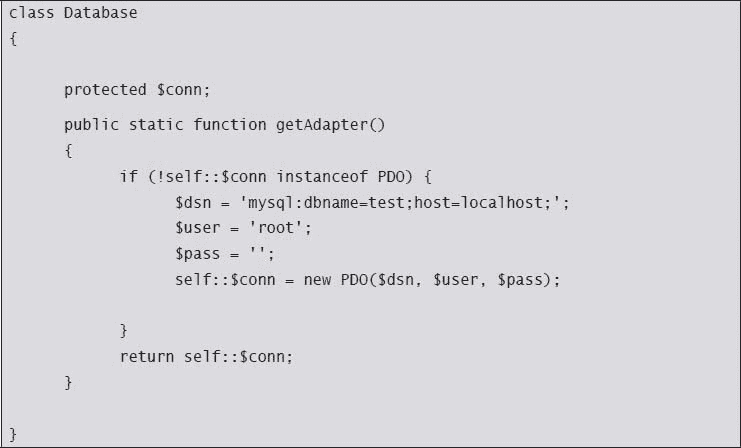 class Database
{
protected $conn;
public static function getAdapter()
{
if (!self::$conn instanceof PDO) {
$dsn = 'mysql:dbname=test;host=localhost;';
$user = 'root';
$pass = '';
self::$conn = new PDO($dsn, $user, $pass);
}
return self::$conn;
}
}